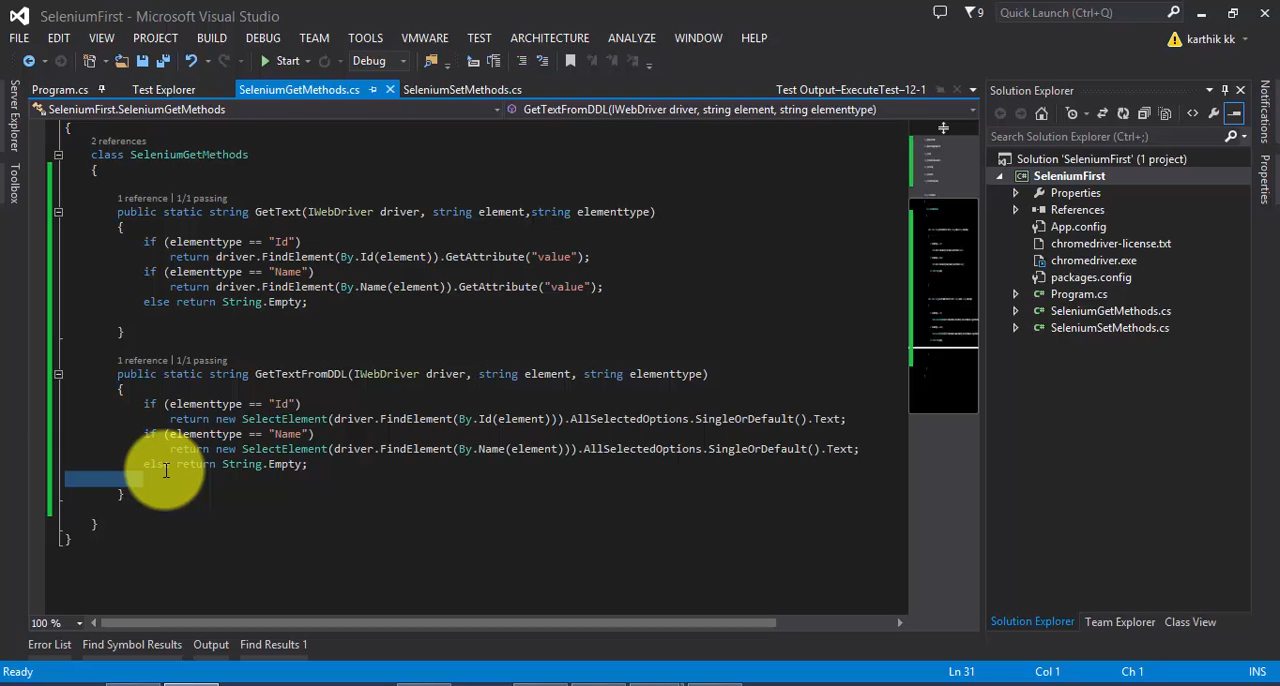 SeleniumFirst - Microsoft Visual Studio
9
Quick Launch (Ctrl+Q)
FILE EDIT VIEW PROJECT BUILD DEBUG TEAM TOOLS VMWARE TEST ARCHITECTURE ANALYZE WINDOW HELP
karthik kk
Start Debug
Program.cs Test Explorer SeleniumGetMethods.cs SeleniumSetMethods.cs Test Output–ExecuteTest–12-1
SeleniumFirst.SeleniumGetMethods GetTextFromDDL(IWebDriver driver, string element, string elementtype)
Server Explorer
Toolbox
{
2 references
class SeleniumGetMethods
{
1 reference | 1/1 passing
public static string GetText(IWebDriver driver, string element,string elementtype)
{
if (elementtype == "Id")
return driver.FindElement(By.Id(element)).GetAttribute("value");
if (elementtype == "Name")
return driver.FindElement(By.Name(element)).GetAttribute("value");
else return String.Empty;
}
1 reference | 1/1 passing
public static string GetTextFromDDL(IWebDriver driver, string element, string elementtype)
{
if (elementtype == "Id")
return new SelectElement(driver.FindElement(By.Id(element))).AllSelectedOptions.SingleOrDefault().Text;
if (elementtype == "Name")
return new SelectElement(driver.FindElement(By.Name(element))).AllSelectedOptions.SingleOrDefault().Text;
else return String.Empty;
}
}
}
100 %
Solution Explorer
Search Solution Explorer (Ctrl+;)
Solution 'SeleniumFirst' (1 project)
SeleniumFirst
Properties
References
App.config
chromedriver-license.txt
chromedriver.exe
packages.config
Program.cs
SeleniumGetMethods.cs
SeleniumSetMethods.cs
Solution Explorer Team Explorer Class View
Notifications
Properties
Error List Find Symbol Results Output Find Results 1
Ready Ln 31 Col 1 Ch 1 INS